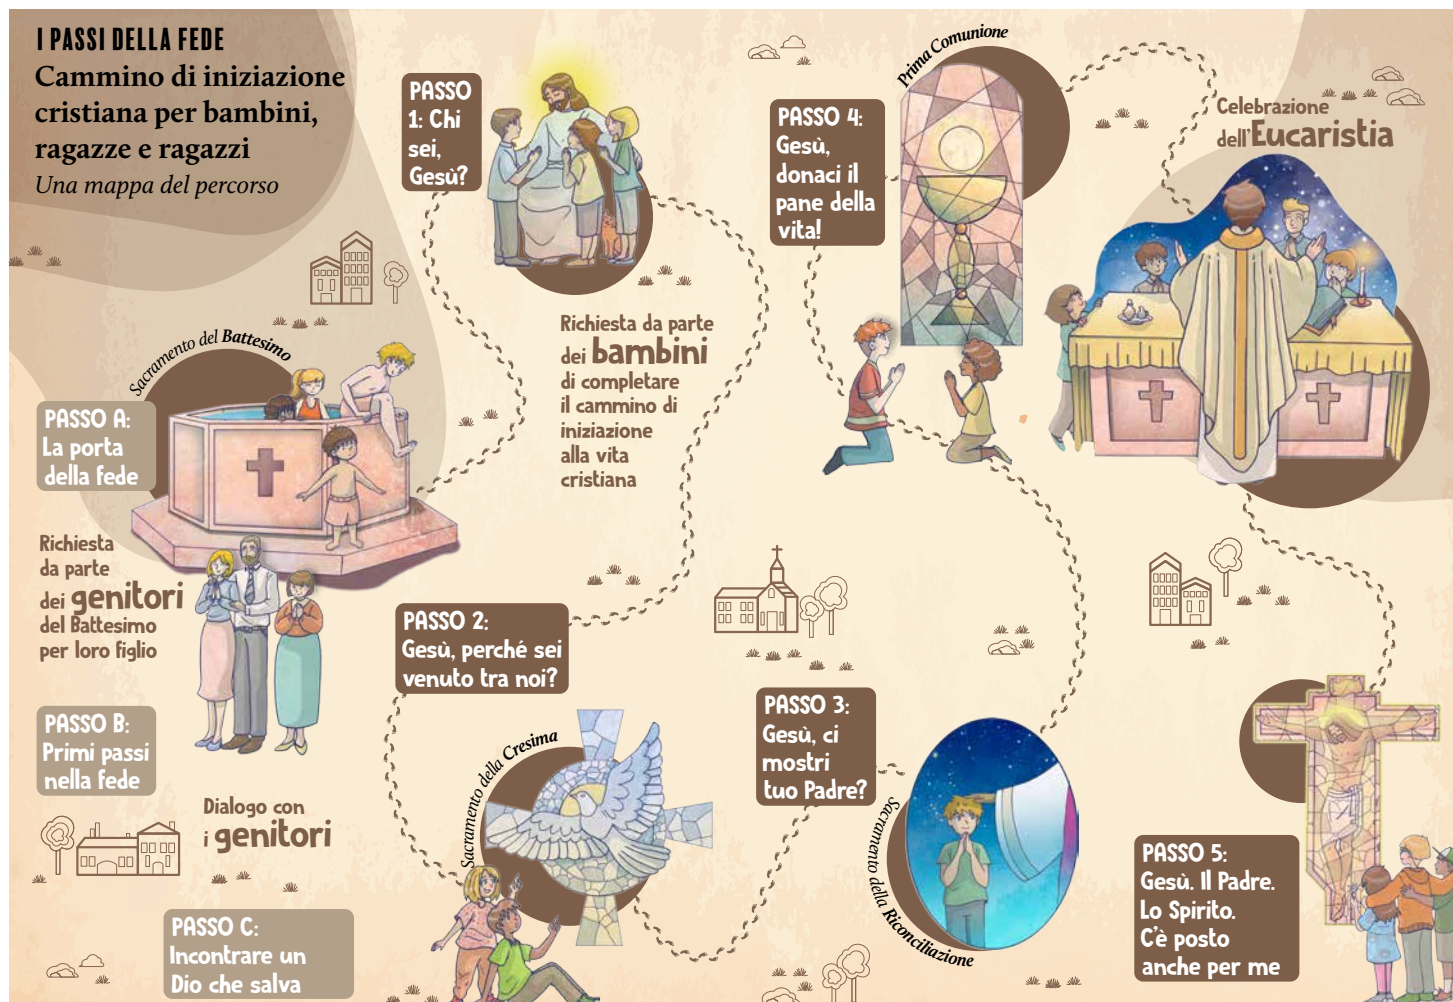 I PASSI DELLA FEDE
Cammino di iniziazione
cristiana per bambini,
ragazze e ragazzi
Una mappa del percorso
Sacramento del Battesimo
PASSO A:
La porta
della fede
Richiesta
da parte
dei genitori
del Battesimo
per loro figlio
PASSO B:
Primi passi
nella fede
Dialogo con
i genitori
PASSO C:
Incontrare un
Dio che salva
PASSO
1: Chi
sei,
Gesù?
Richiesta da parte
dei bambini
di completare
il cammino di
iniziazione
alla vita
cristiana
PASSO 2:
Gesù, perché sei
venuto tra noi?
Sacramento della Cresima
PASSO 3:
Gesù, ci
mostri
tuo Padre?
Sacramento della Riconciliazione
PASSO 4:
Gesù,
donaci il
pane della
vita!
Prima Comunione
Celebrazione
dell'Eucaristia
PASSO 5:
Gesù. Il Padre.
Lo Spirito.
C'è posto
anche per me